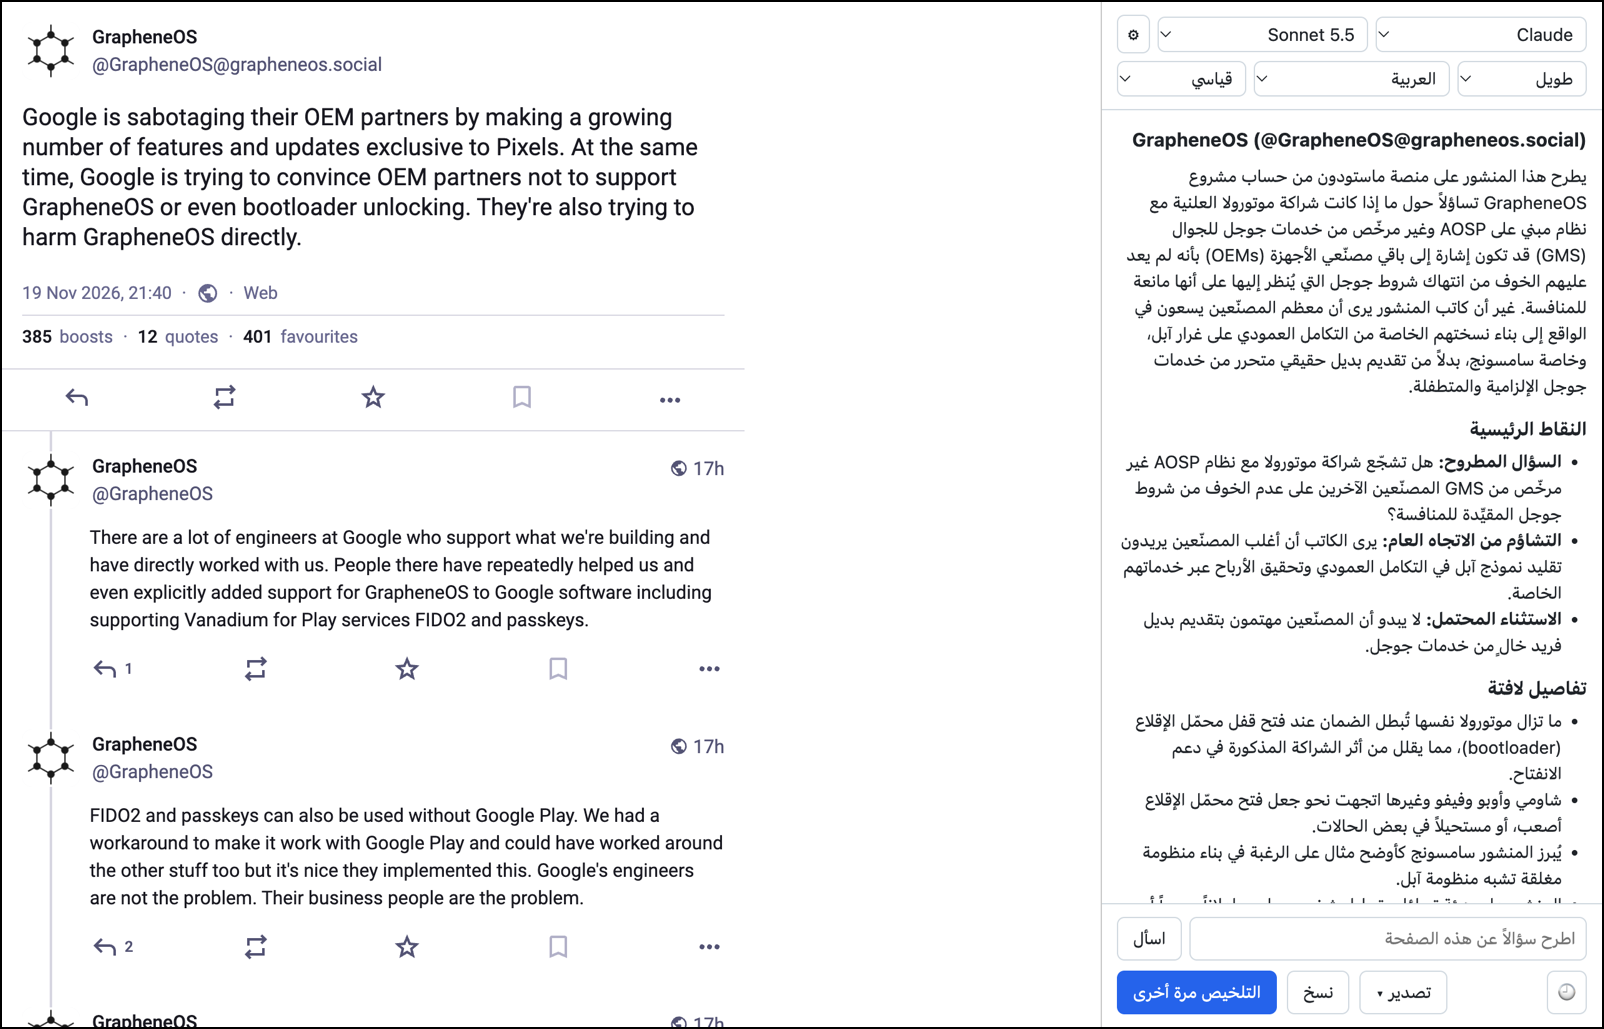 GrapheneOS
@GrapheneOS@grapheneos.social
Google is sabotaging their OEM partners by making a growing
number of features and updates exclusive to Pixels. At the same
time, Google is trying to convince OEM partners not to support
GrapheneOS or even bootloader unlocking. They're also trying to
harm GrapheneOS directly.
19 Nov 2026, 21:40 · Web
385 boosts · 12 quotes · 401 favourites
GrapheneOS
17h
@GrapheneOS
There are a lot of engineers at Google who support what we're building and
have directly worked with us. People there have repeatedly helped us and
even explicitly added support for GrapheneOS to Google software including
supporting Vanadium for Play services FIDO2 and passkeys.
1
GrapheneOS
17h
@GrapheneOS
FIDO2 and passkeys can also be used without Google Play. We had a
workaround to make it work with Google Play and could have worked around
the other stuff too but it's nice they implemented this. Google's engineers
are not the problem. Their business people are the problem.
2
GrapheneOS
17h
Claude
Sonnet 5.5
طويل
العربية
قياسي
GrapheneOS (@GrapheneOS@grapheneos.social)
يطرح هذا المنشور على منصة ماستودون من حساب مشروع
GrapheneOS تساؤلاً حول ما إذا كانت شراكة موتورولا العلنية مع
نظام مبني على AOSP وغير مرخّص من خدمات جوجل للجوال
(GMS) قد تكون إشارة إلى باقي مصنّعي الأجهزة (OEMs) بأنه لم يعد
عليهم الخوف من انتهاك شروط جوجل التي يُنظر إليها على أنها مانعة
للمنافسة. غير أن كاتب المنشور يرى أن معظم المصنّعين يسعون في
الواقع إلى بناء نسختهم الخاصة من التكامل العمودي على غرار آبل،
وخاصة سامسونج، بدلاً من تقديم بديل حقيقي متحرر من خدمات
جوجل الإلزامية والمتطفلة.
النقاط الرئيسية
• السؤال المطروح: هل تشجّع شراكة موتورولا مع نظام AOSP غير
مرخّص من GMS المصنّعين الآخرين على عدم الخوف من شروط
جوجل المقيِّدة للمنافسة؟
• التشاؤم من الاتجاه العام: يرى الكاتب أن أغلب المصنّعين يريدون
تقليد نموذج آبل في التكامل العمودي وتحقيق الأرباح عبر خدماتهم
الخاصة.
• الاستثناء المحتمل: لا يبدو أن المصنّعين مهتمون بتقديم بديل
فريد خالٍ من خدمات جوجل.
تفاصيل لافتة
• ما تزال موتورولا نفسها تُبطل الضمان عند فتح قفل محمّل الإقلاع
(bootloader)، مما يقلل من أثر الشراكة المذكورة في دعم
الانفتاح.
• شاومي وأوبو وفيفو وغيرها اتجهت نحو جعل فتح محمّل الإقلاع
أصعب، أو مستحيلاً في بعض الحالات.
• يُبرز المنشور سامسونج كأوضح مثال على الرغبة في بناء منظومة
مغلقة تشبه منظومة آبل.
اطرح سؤالاً عن هذه الصفحة
اسأل
تصدير
نسخ
التلخيص مرة أخرى